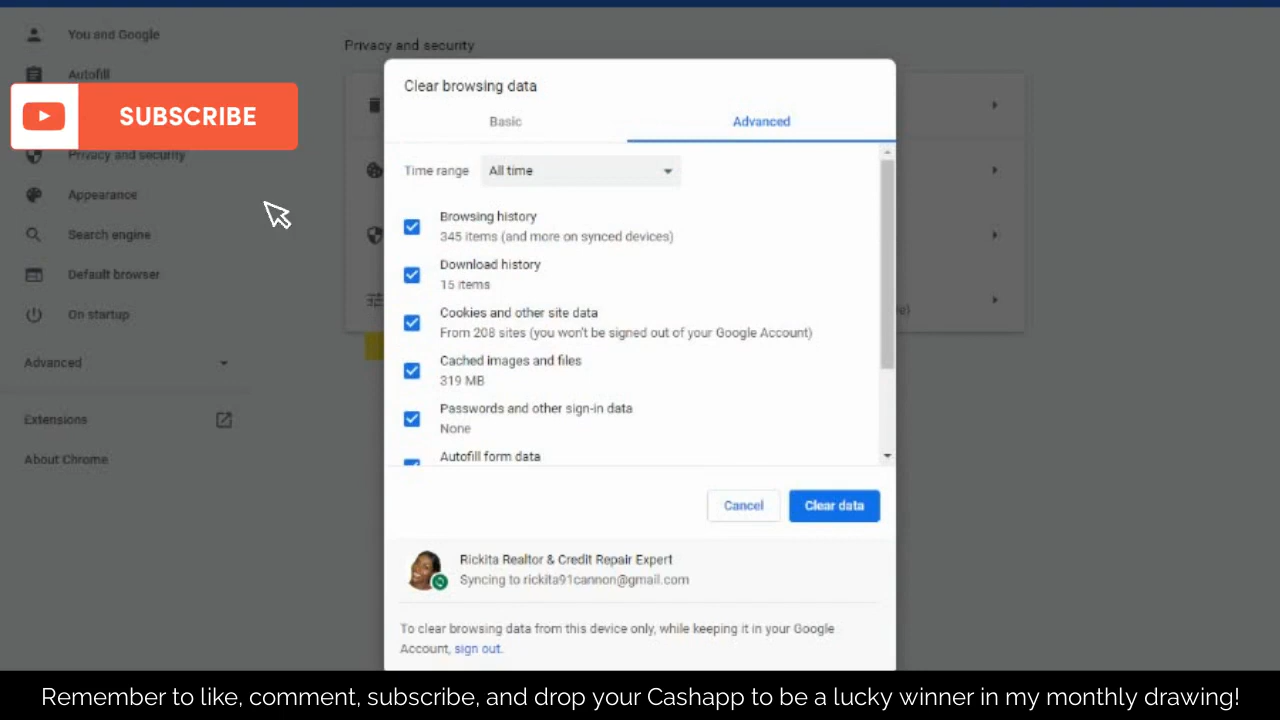 You and Google
Autofill
SUBSCRIBE
Privacy and security
Appearance
Search engine
Default browser
On startup
Advanced
Extensions
About Chrome
Privacy and security
Clear browsing data
Basic
Advanced
Time range
All time
Browsing history
345 items (and more on synced devices)
Download history
15 items
Cookies and other site data
From 208 sites (you won't be signed out of your Google Account)
Cached images and files
319 MB
Passwords and other sign-in data
None
Autofill form data
Cancel
Clear data
Rickita Realtor & Credit Repair Expert
Syncing to rickita91cannon@gmail.com
To clear browsing data from this device only, while keeping it in your Google
Account, sign out.
Remember to like, comment, subscribe, and drop your Cashapp to be a lucky winner in my monthly drawing!